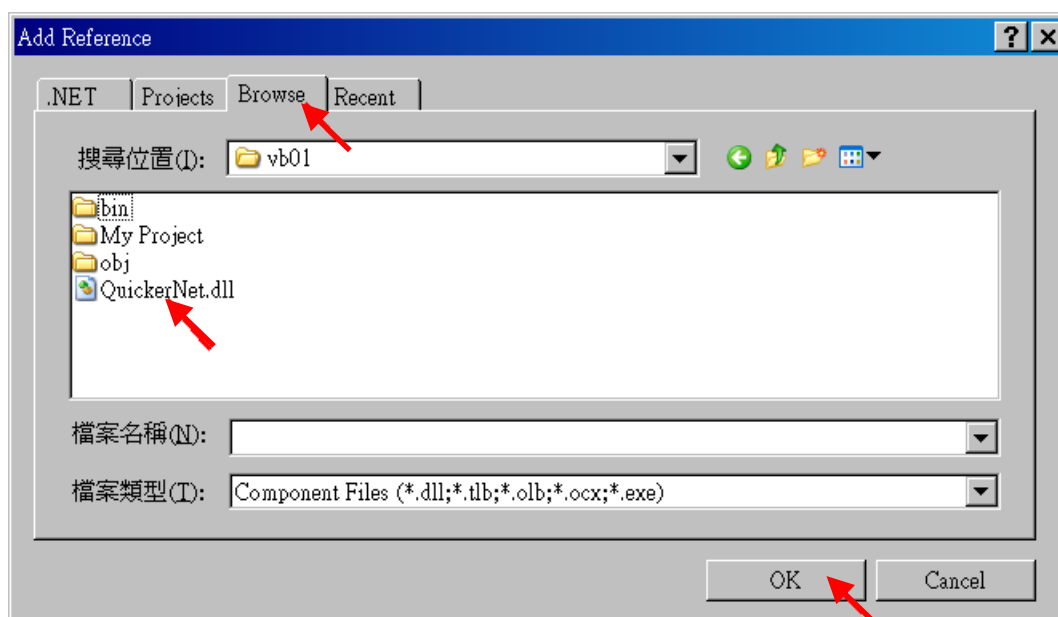 Add Reference
.NET Projects Browse Recent
搜尋位置(I): vb01
bin
My Project
obj
QuickerNet.dll
檔案名稱(N):
檔案類型(T): Component Files (*.dll;*.tlb;*.olb;*.ocx;*.exe)
OK Cancel